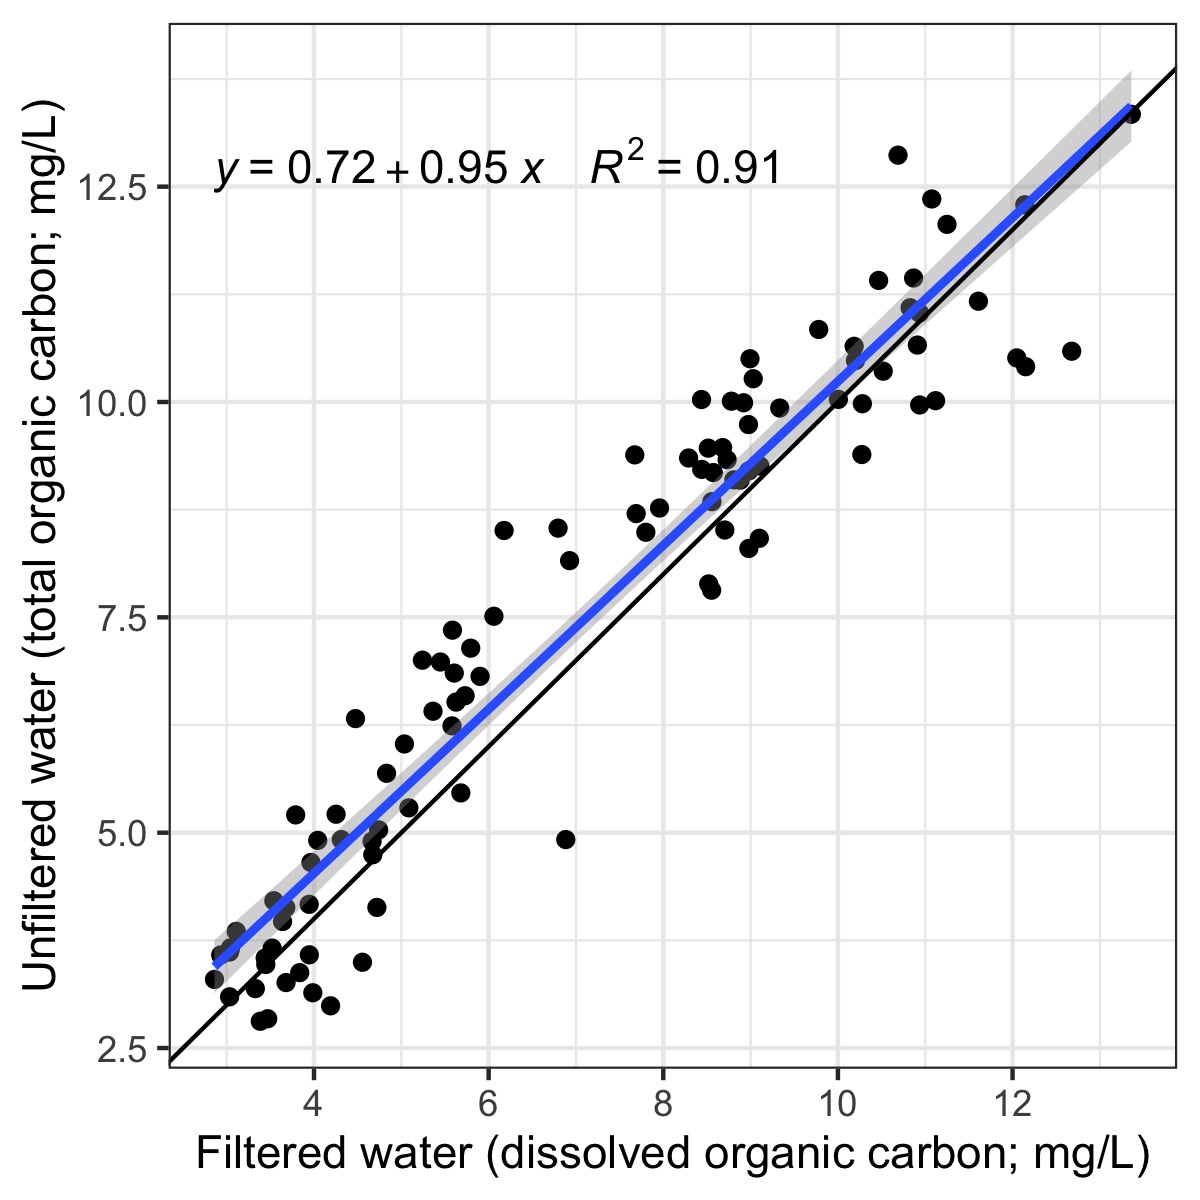 y = 0.72 + 0.95 x R² = 0.91
Unfiltered water (total organic carbon; mg/L)
12.5
10.0
7.5
5.0
2.5
4 6 8 10 12
Filtered water (dissolved organic carbon; mg/L)